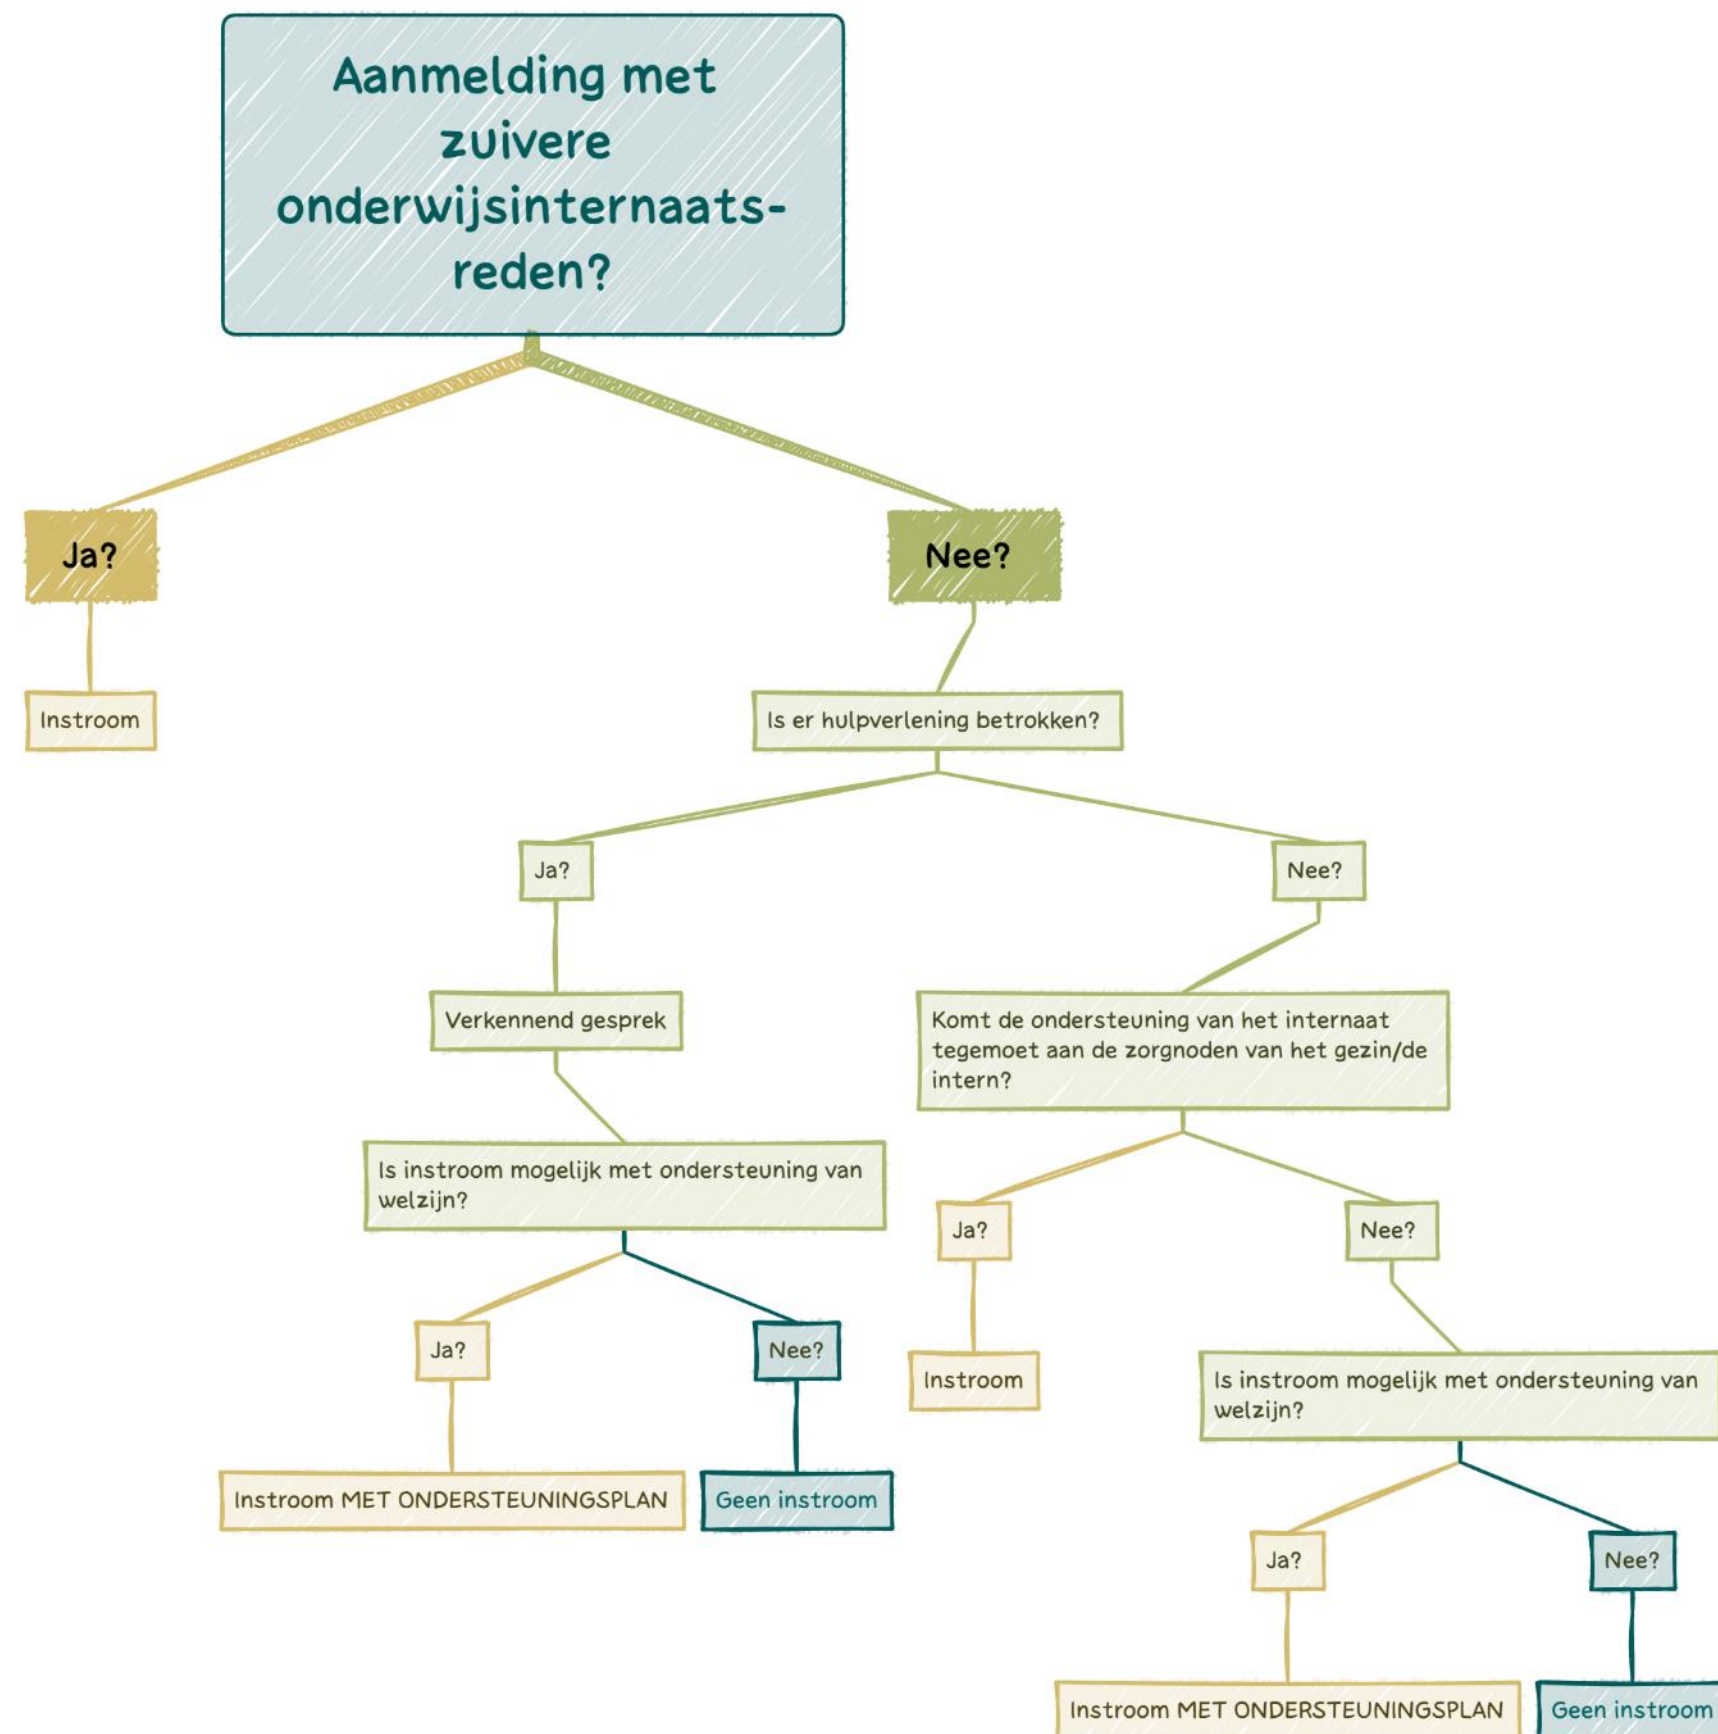 Aanmelding met
zuivere
onderwijsinternaats-
reden?
Ja?
Nee?
Instroom
Is er hulpverlening betrokken?
Ja?
Nee?
Verkennend gesprek
Komt de ondersteuning van het internaat
tegemoet aan de zorgnoden van het gezin/de
intern?
Is instroom mogelijk met ondersteuning van
welzijn?
Ja?
Nee?
Ja?
Nee?
Instroom
Is instroom mogelijk met ondersteuning van
welzijn?
Instroom MET ONDERSTEUNINGSPLAN
Geen instroom
Ja?
Nee?
Instroom MET ONDERSTEUNINGSPLAN
Geen instroom